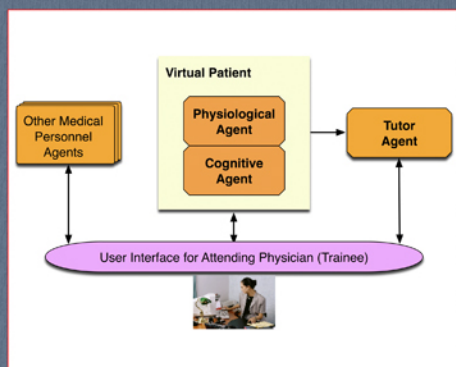 Virtual Patient
Other Medical
Personnel
Agents
Physiological
Agent
Cognitive
Agent
Tutor
Agent
User Interface for Attending Physician (Trainee)